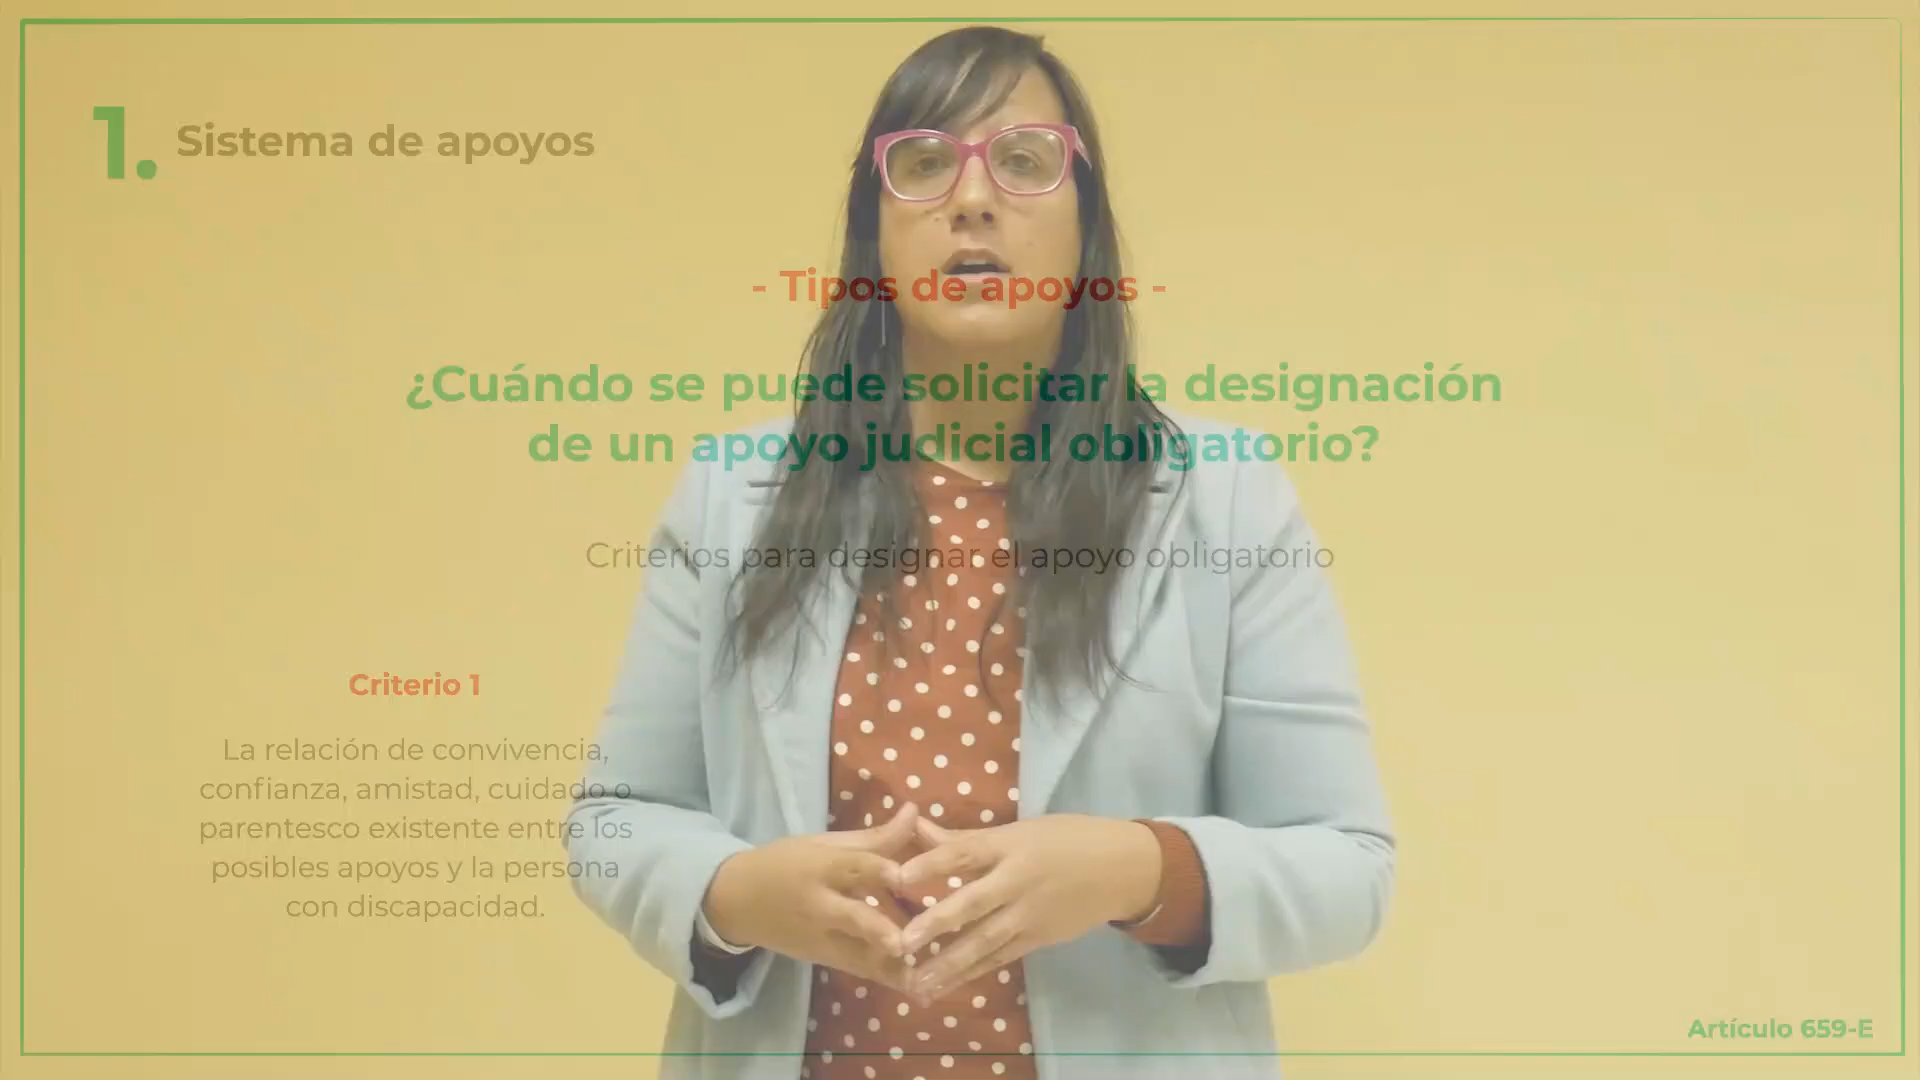 1. Sistema de apoyos
- Tipos de apoyos -
¿Cuándo se puede solicitar la designación
de un apoyo judicial obligatorio?
Criterios para designar el apoyo obligatorio
Criterio 1
La relación de convivencia,
confianza, amistad, cuidado o
parentesco existente entre los
posibles apoyos y la persona
con discapacidad.
Artículo 659-E